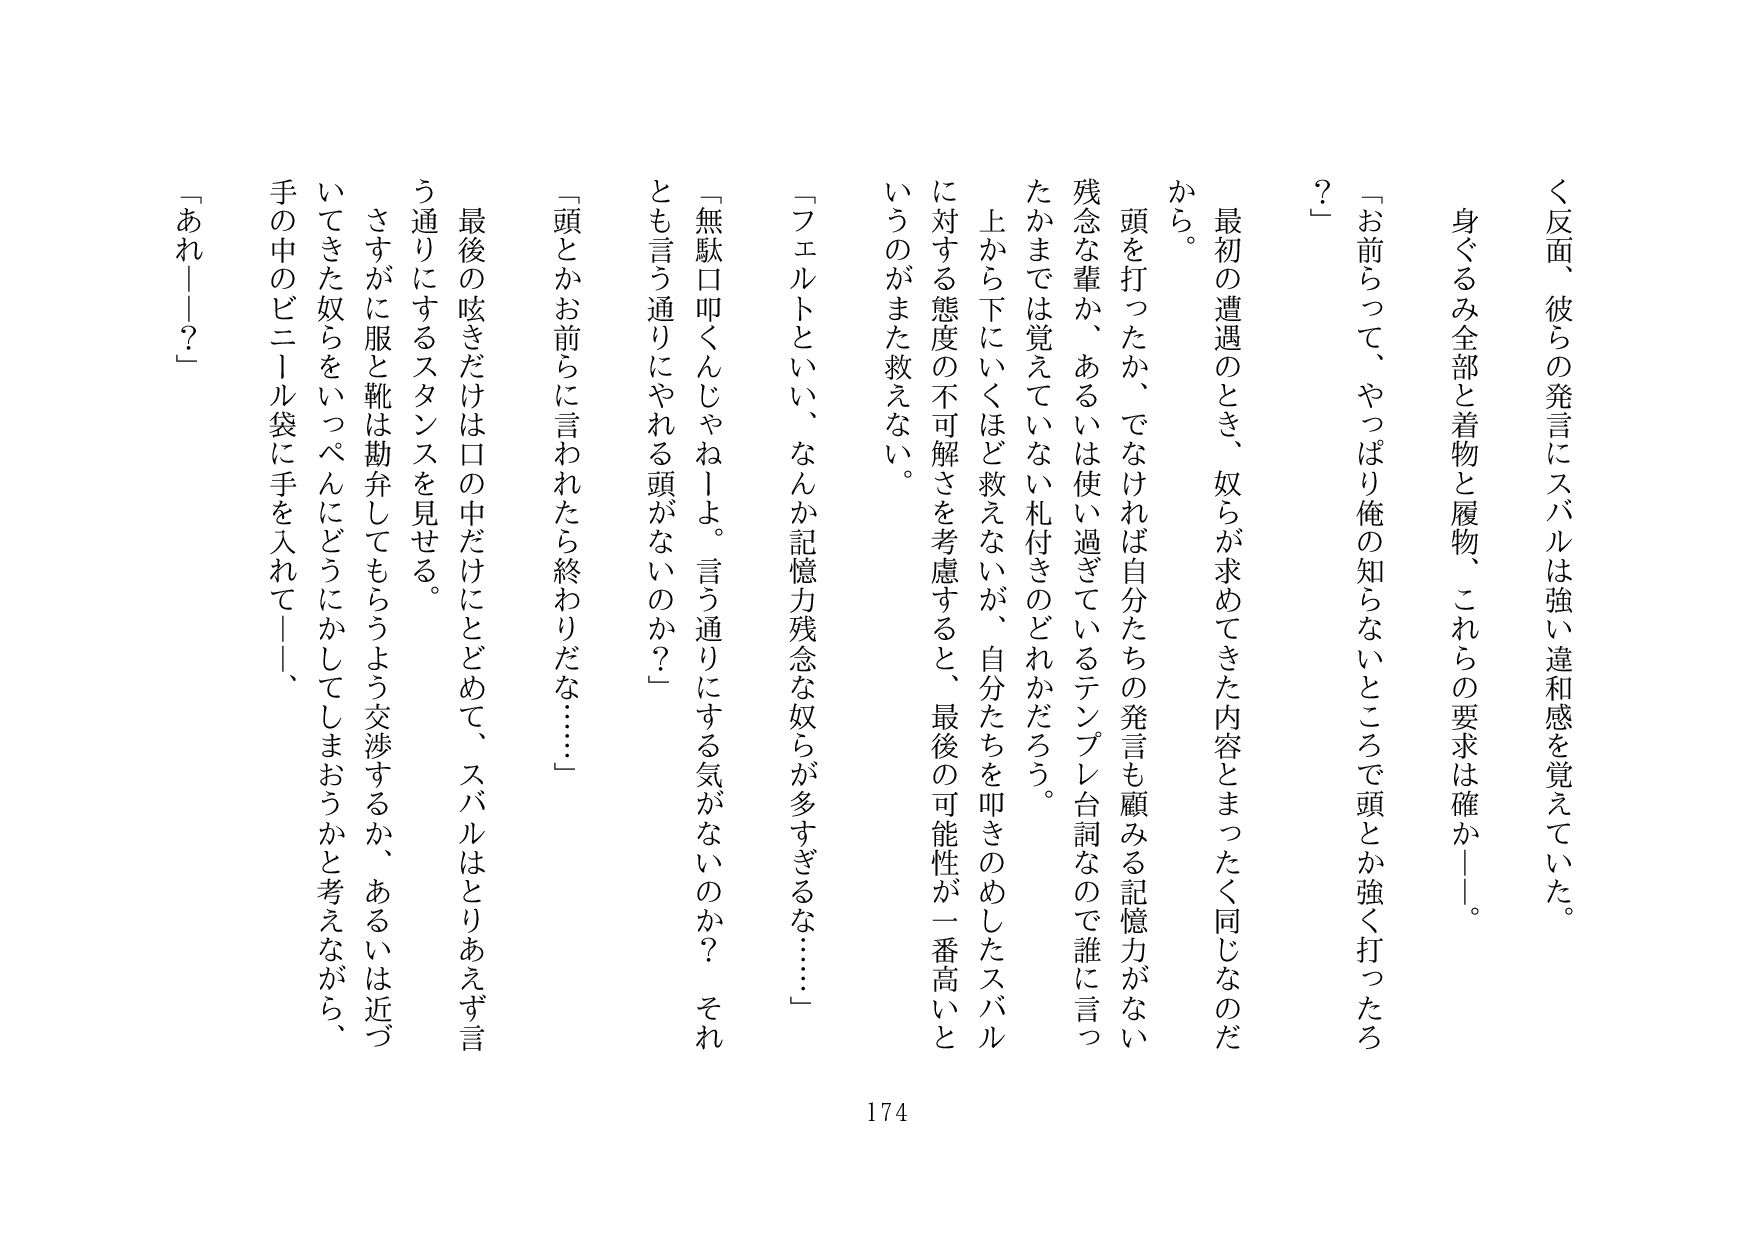 く反面、彼らの発言にスバルは強い違和感を覚えていた。
身ぐるみ全部と着物と履物、これらの要求は確か――。
「お前らって、やっぱり俺の知らないところで頭とか強く打ったろ
？」
最初の遭遇のとき、奴らが求めてきた内容とまったく同じなのだ
から。
頭を打ったか、でなければ自分たちの発言も顧みる記憶力がない
残念な輩か、あるいは使い過ぎているテンプレ台詞なので誰に言っ
たかまでは覚えていない札付きのどれかだろう。
上から下にいくほど救えないが、自分たちを叩きのめしたスバル
に対する態度の不可解さを考慮すると、最後の可能性が一番高いと
いうのがまた救えない。
「フェルトといい、なんか記憶力残念な奴らが多すぎるな……」
「無駄口叩くんじゃねーよ。言う通りにする気がないのか？　それ
とも言う通りにやれる頭がないのか？」
「頭とかお前らに言われたら終わりだな……」
最後の呟きだけは口の中だけにとどめて、スバルはとりあえず言
う通りにするスタンスを見せる。
さすがに服と靴は勘弁してもらうよう交渉するか、あるいは近づ
いてきた奴らをいっぺんにどうにかしてしまおうかと考えながら、
手の中のビニール袋に手を入れて――、
「あれ――？」
174